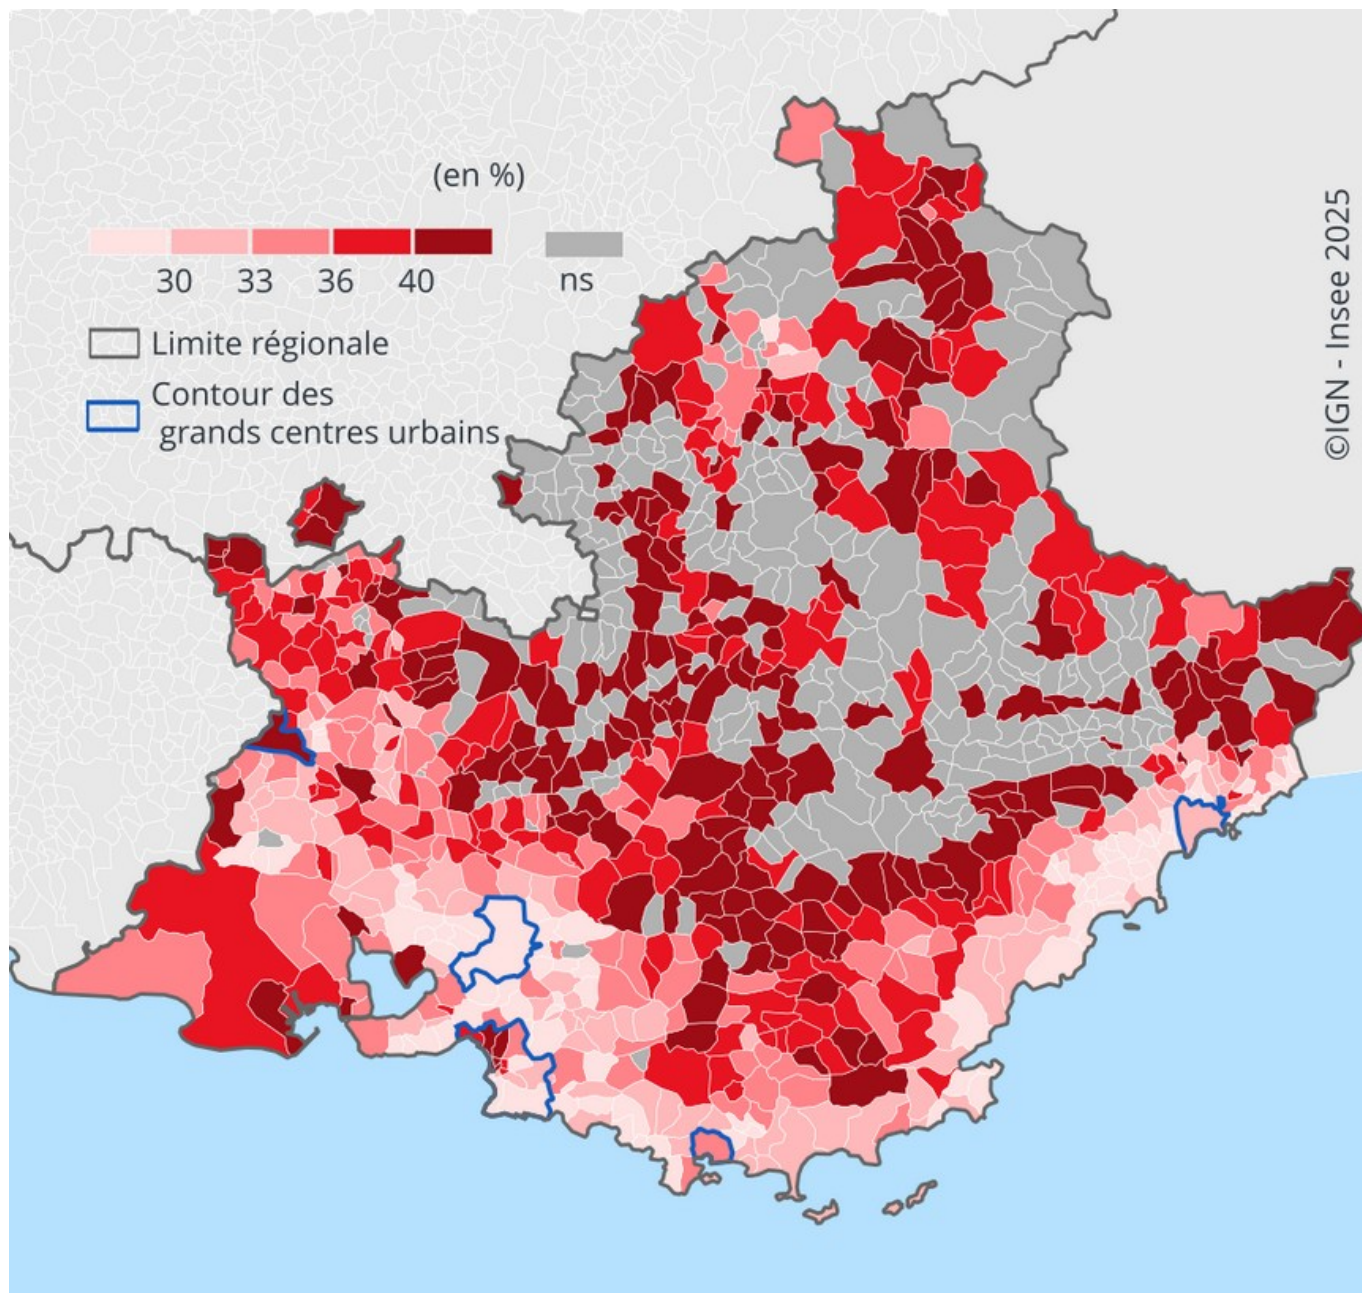 (en %)
30 33 36 40 ns
Limite régionale
Contour des
grands centres urbains
©IGN - Insee 2025